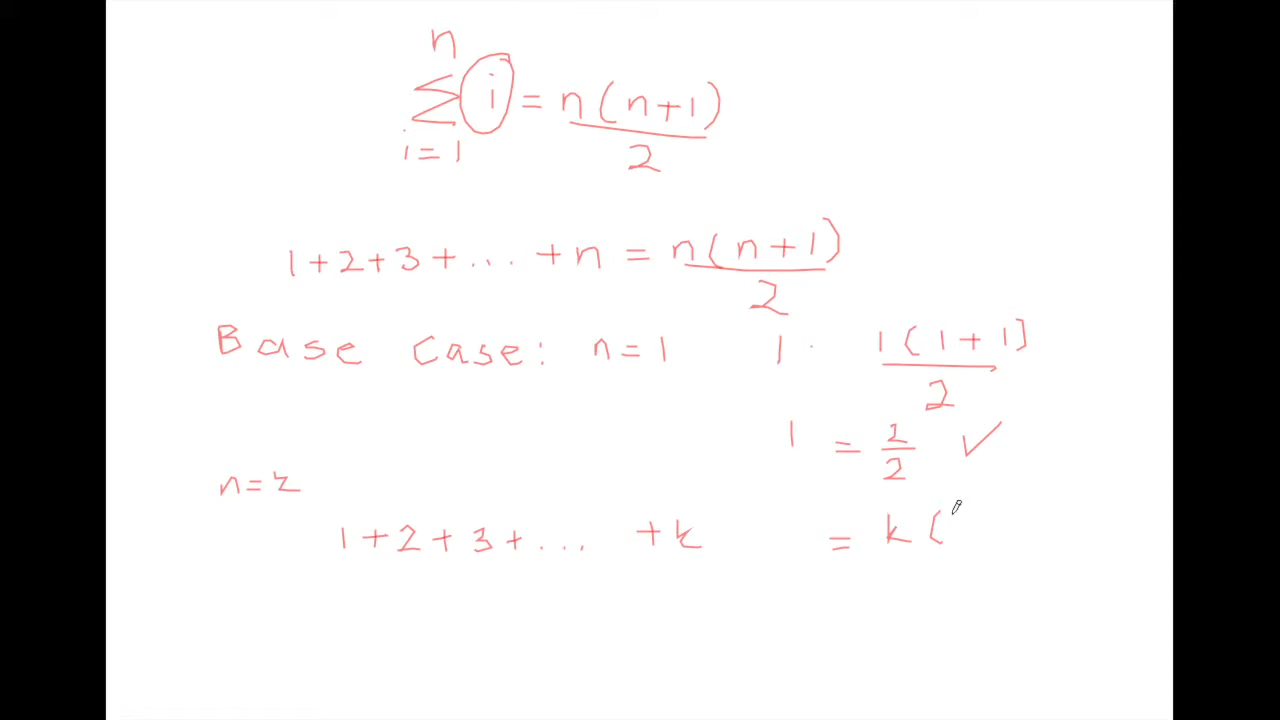 n
∑ i = n(n+1)
i=1 2
1+2+3+... +n = n(n+1)
2
Base Case: n=1 1 1(1+1)
2
1 = 2/2 ✓
n=k
1+2+3+... +k = k(